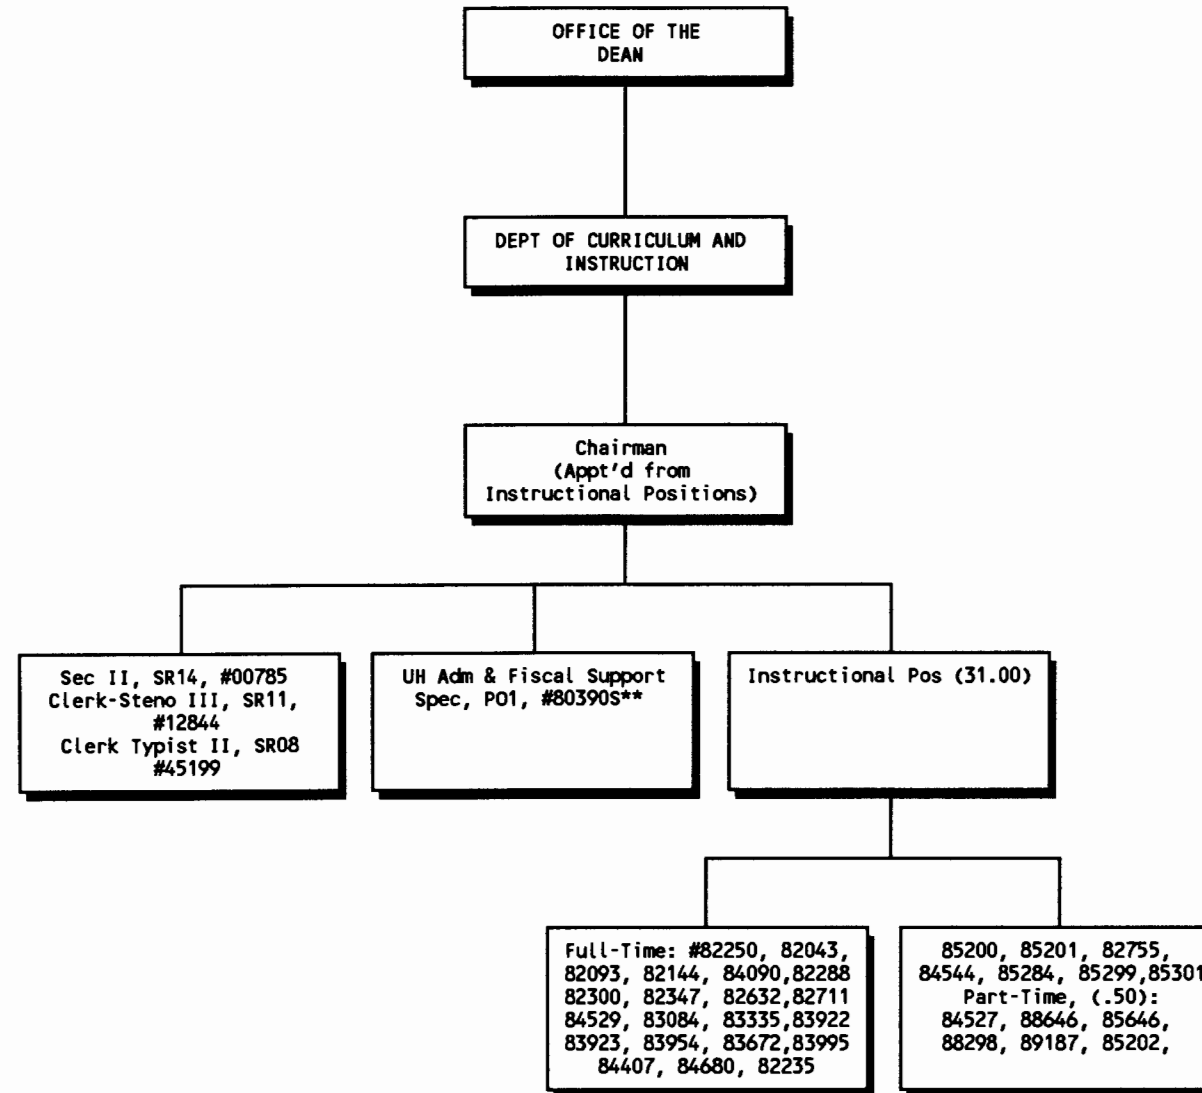 OFFICE OF THE
DEAN
DEPT OF CURRICULUM AND
INSTRUCTION
Chairman
(Appt'd from
Instructional Positions)
Sec II, SR14, #00785
Clerk-Steno III, SR11,
#12844
Clerk Typist II, SR08
#45199
UH Adm & Fiscal Support
Spec, PO1, #80390S**
Instructional Pos (31.00)
Full-Time: #82250, 82043,
82093, 82144, 84090,82288
82300, 82347, 82632,82711
84529, 83084, 83335,83922
83923, 83954, 83672,83995
84407, 84680, 82235
85200, 85201, 82755,
84544, 85284, 85299,85301
Part-Time, (.50):
84527, 88646, 85646,
88298, 89187, 85202,